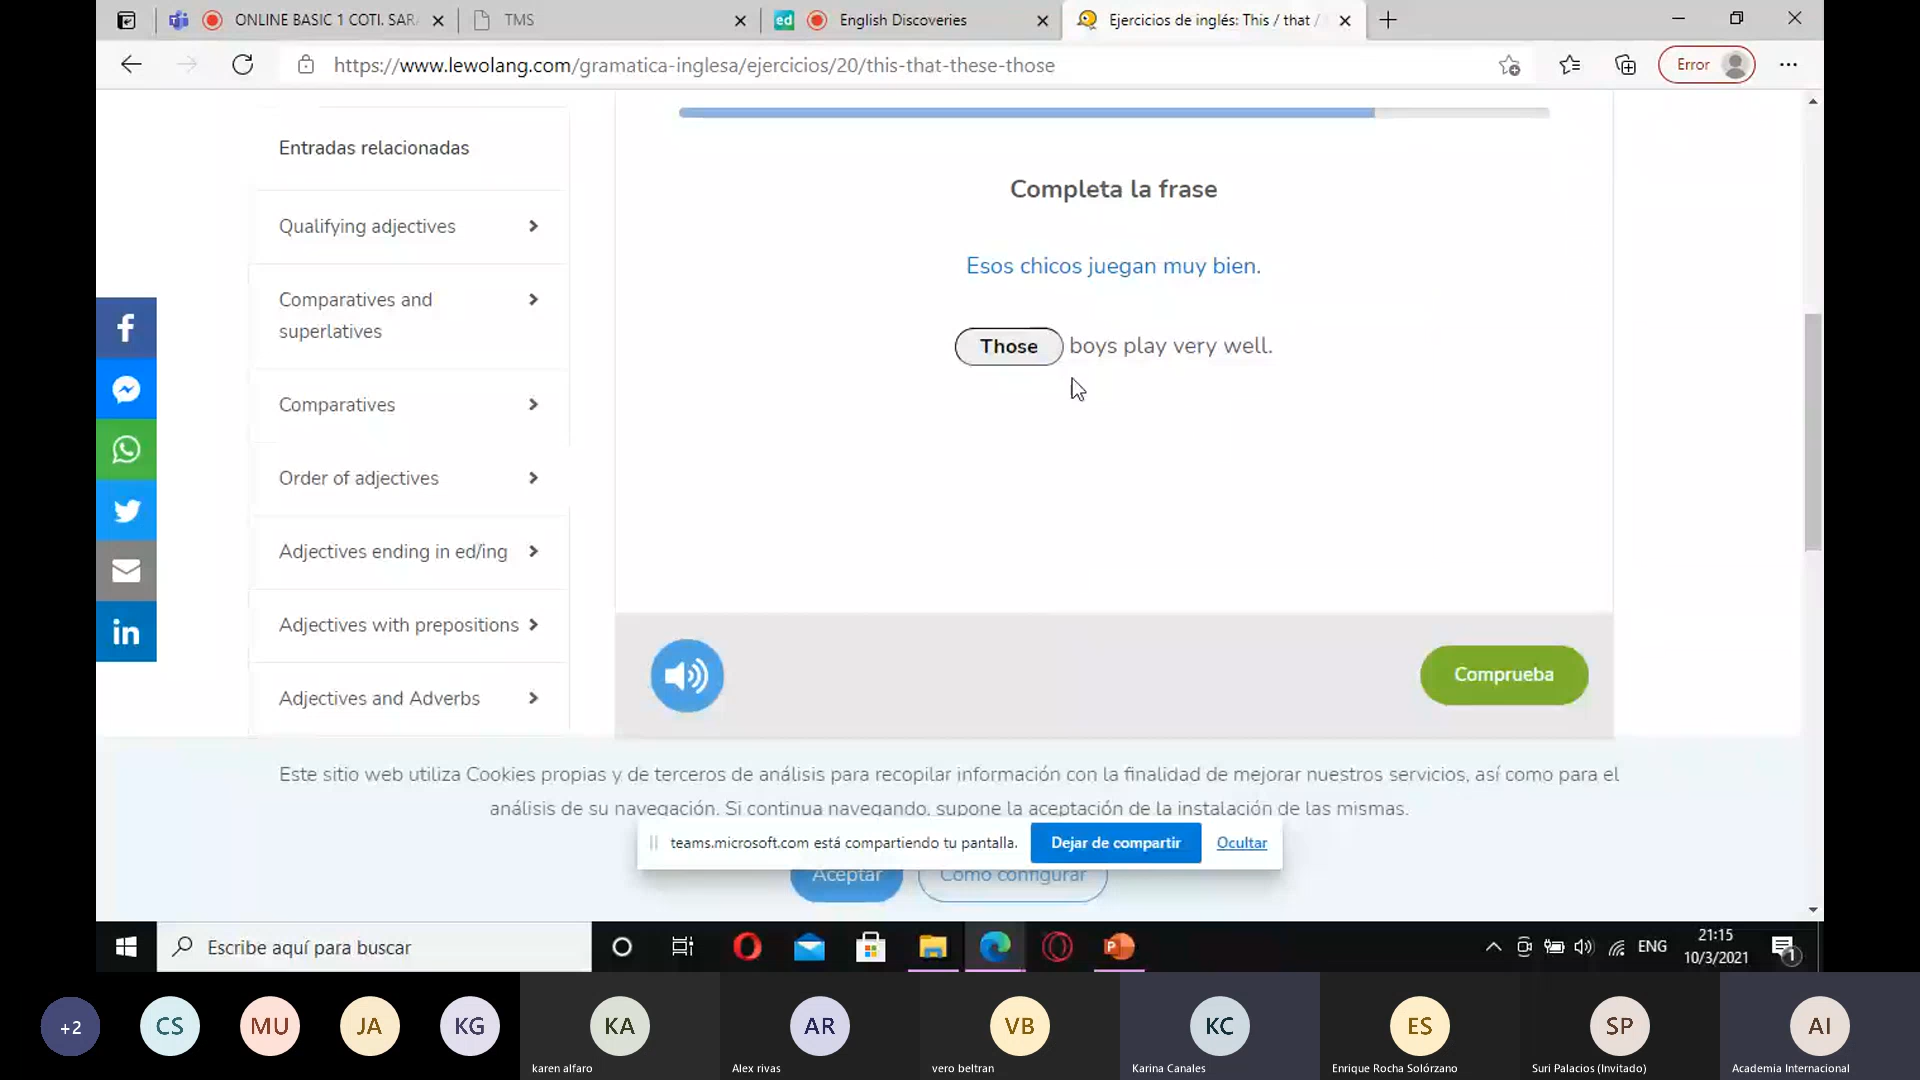 ONLINE BASIC 1 COTI. SAR
TMS
ed
English Discoveries
Ejercicios de inglés: This / that /
https://www.lewolang.com/gramatica-inglesa/ejercicios/20/this-that-these-those
Error
Entradas relacionadas
Qualifying adjectives
Comparatives and
superlatives
Comparatives
Order of adjectives
Adjectives ending in ed/ing
Adjectives with prepositions
Adjectives and Adverbs
Completa la frase
Esos chicos juegan muy bien.
Those boys play very well.
Comprueba
Este sitio web utiliza Cookies propias y de terceros de análisis para recopilar información con la finalidad de mejorar nuestros servicios, así como para el
análisis de su navegación. Si continua navegando, supone la aceptación de la instalación de las mismas.
teams.microsoft.com está compartiendo tu pantalla.
Dejar de compartir
Ocultar
Aceptar
Como configurar
Escribe aquí para buscar
ENG
21:15
10/3/2021
1
+2
CS
MU
JA
KG
KA
karen alfaro
AR
Alex rivas
VB
vero beltran
KC
Karina Canales
ES
Enrique Rocha Solórzano
SP
Suri Palacios (Invitado)
AI
Academia Internacional